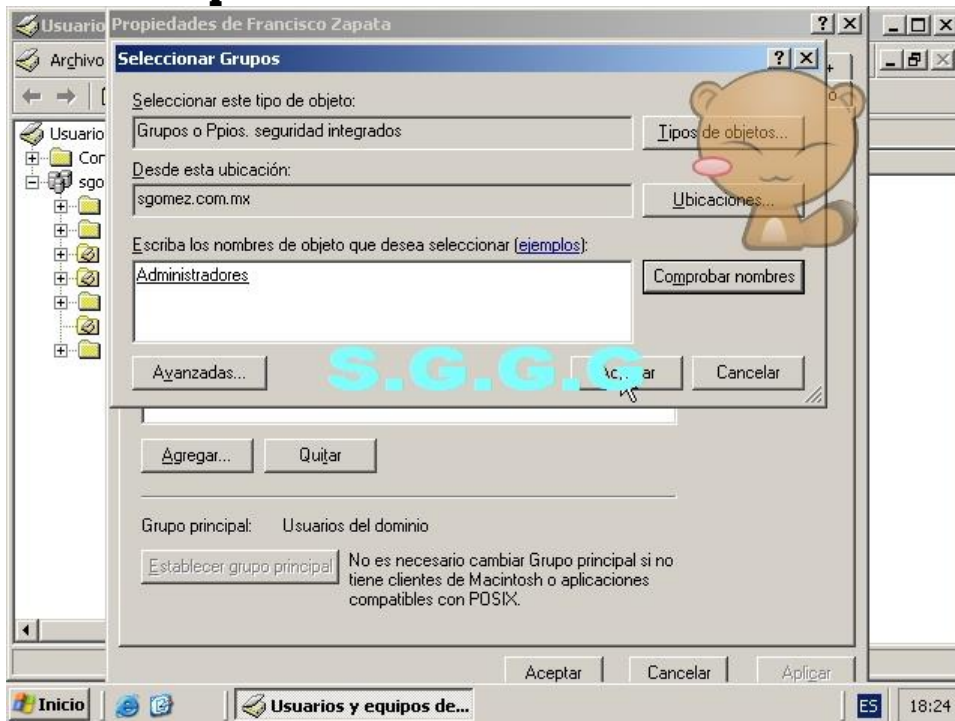 Usuario
Propiedades de Francisco Zapata
Archivo
Seleccionar Grupos
Seleccionar este tipo de objeto:
Grupos o Ppios. seguridad integrados
Tipos de objetos...
Desde esta ubicación:
sgomez.com.mx
Ubicaciones...
Escriba los nombres de objeto que desea seleccionar (ejemplos):
Administradores
Comprobar nombres
Avanzadas...
S.G.G.G
Cancelar
Agregar...
Quitar
Grupo principal: Usuarios del dominio
Establecer grupo principal
No es necesario cambiar Grupo principal si no
tiene clientes de Macintosh o aplicaciones
compatibles con POSIX.
Aceptar
Cancelar
Aplicar
Usuario
Con
sgo
Inicio
Usuarios y equipos de...
ES
18:24